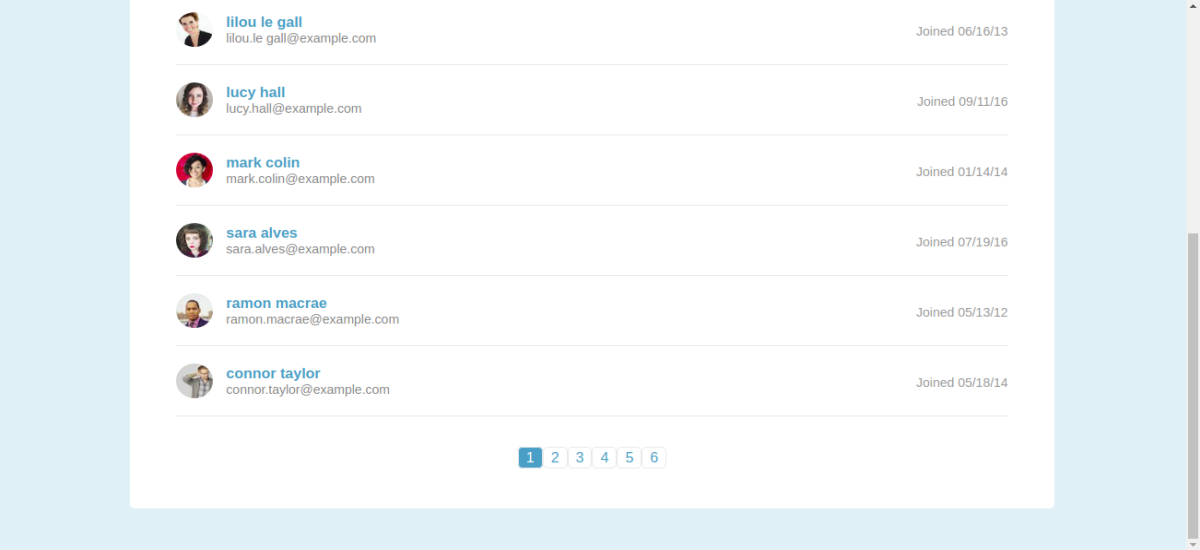 lilou le gall
lilou.le gall@example.com
Joined 06/16/13
lucy hall
lucy.hall@example.com
Joined 09/11/16
mark colin
mark.colin@example.com
Joined 01/14/14
sara alves
sara.alves@example.com
Joined 07/19/16
ramon macrae
ramon.macrae@example.com
Joined 05/13/12
connor taylor
connor.taylor@example.com
Joined 05/18/14
1 2 3 4 5 6